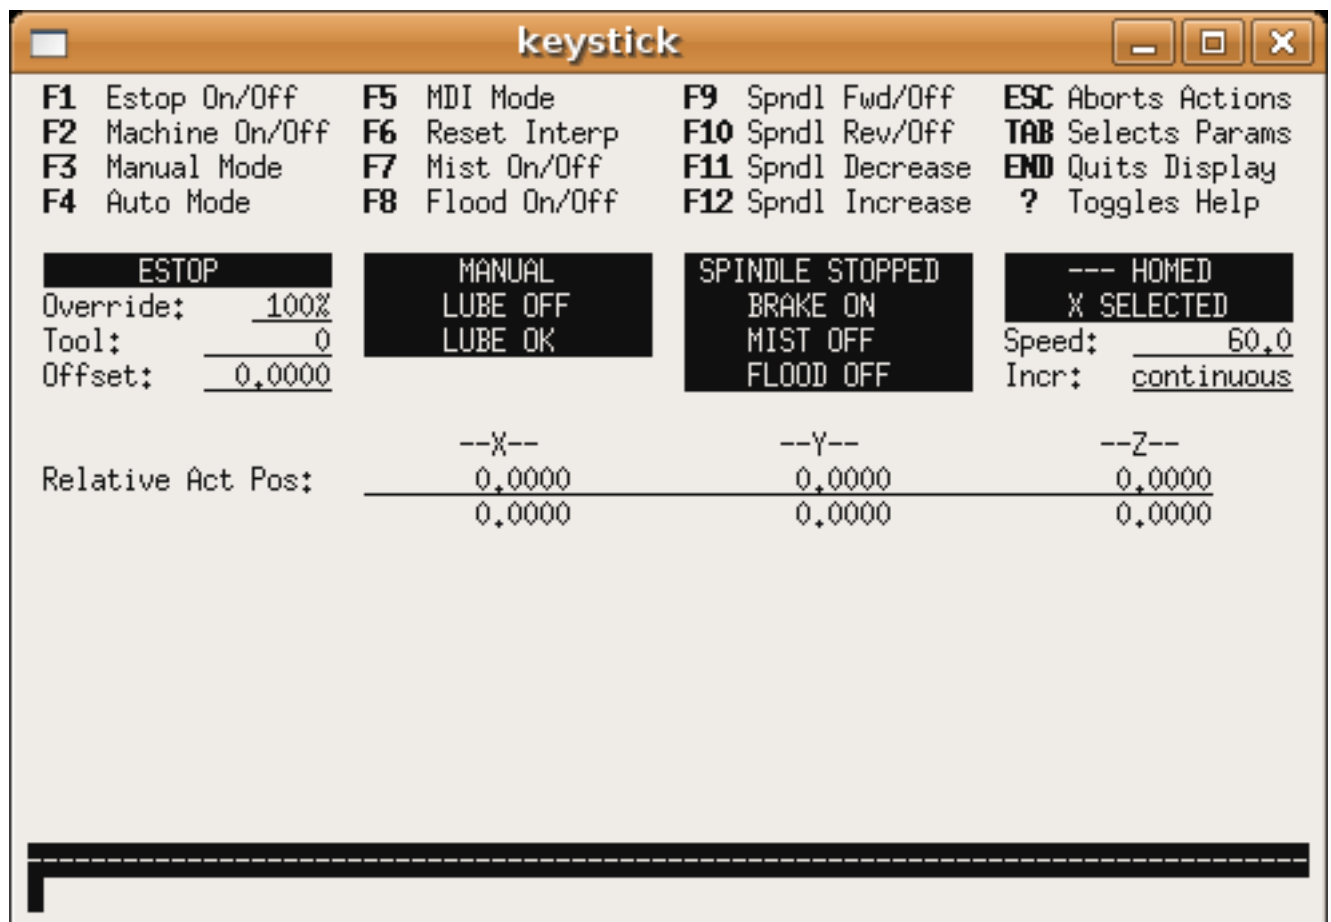 keystick
F1 Estop On/Off F5 MDI Mode F9 Spndl Fwd/Off ESC Aborts Actions
F2 Machine On/Off F6 Reset Interp F10 Spndl Rev/Off TAB Selects Params
F3 Manual Mode F7 Mist On/Off F11 Spndl Decrease END Quits Display
F4 Auto Mode F8 Flood On/Off F12 Spndl Increase ? Toggles Help
ESTOP MANUAL SPINDLE STOPPED --- HOMED
Override: 100% LUBE OFF BRAKE ON X SELECTED
Tool: 0 LUBE OK MIST OFF Speed: 60.0
Offset: 0.0000 FLOOD OFF Incr: continuous
--X-- --Y-- --Z--
Relative Act Pos: 0.0000 0.0000 0.0000
0.0000 0.0000 0.0000
--------------------------------------------------------------------------------